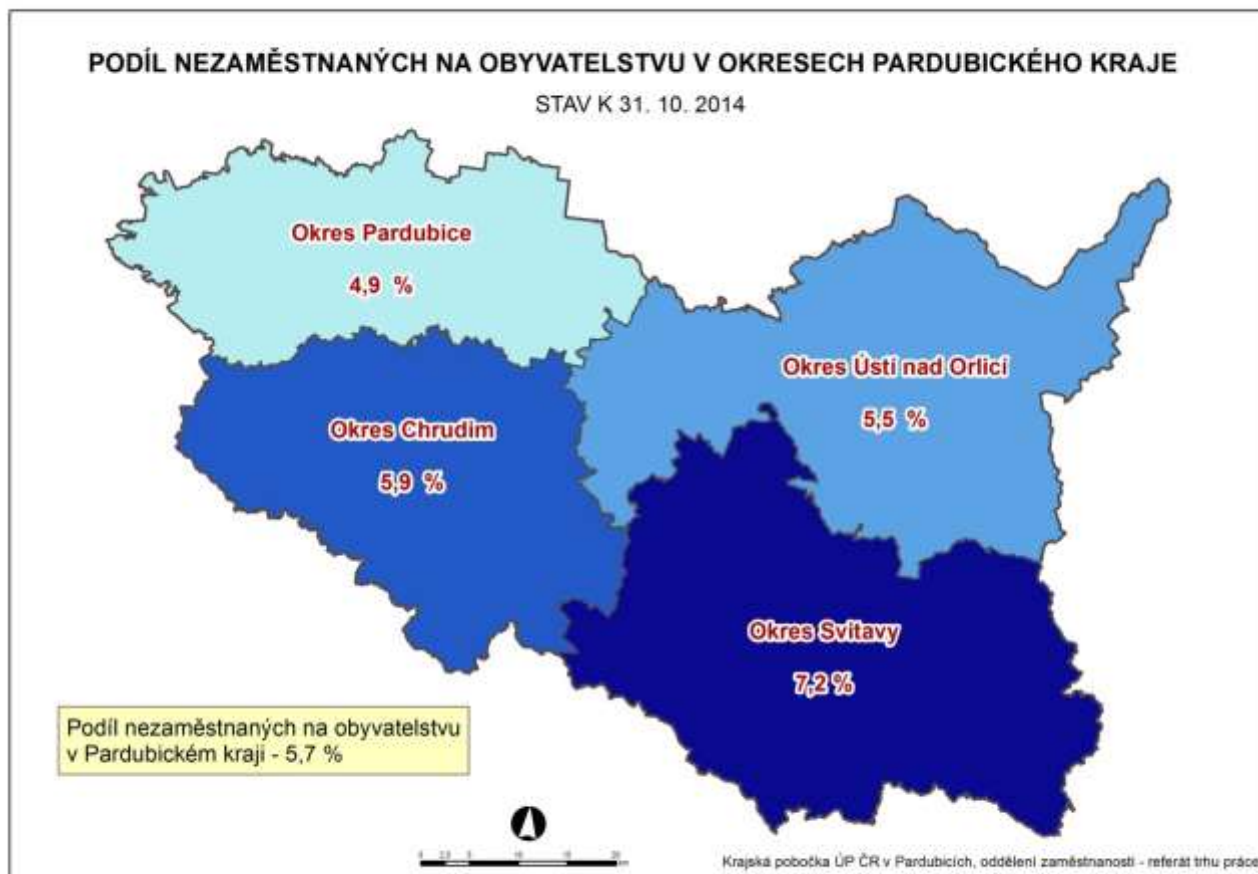 PODÍL NEZAMĚSTNANÝCH NA OBYVATELSTVU V OKRESECH PARDUBICKÉHO KRAJE
STAV K 31. 10. 2014
Okres Pardubice
4,9 %
Okres Ústí nad Orlicí
5,5 %
Okres Chrudim
5,9 %
Okres Svitavy
7,2 %
Podíl nezaměstnaných na obyvatelstvu
v Pardubickém kraji - 5,7 %
Krajská pobočka ÚP ČR v Pardubicích, oddělení zaměstnanosti - referát trhu práce